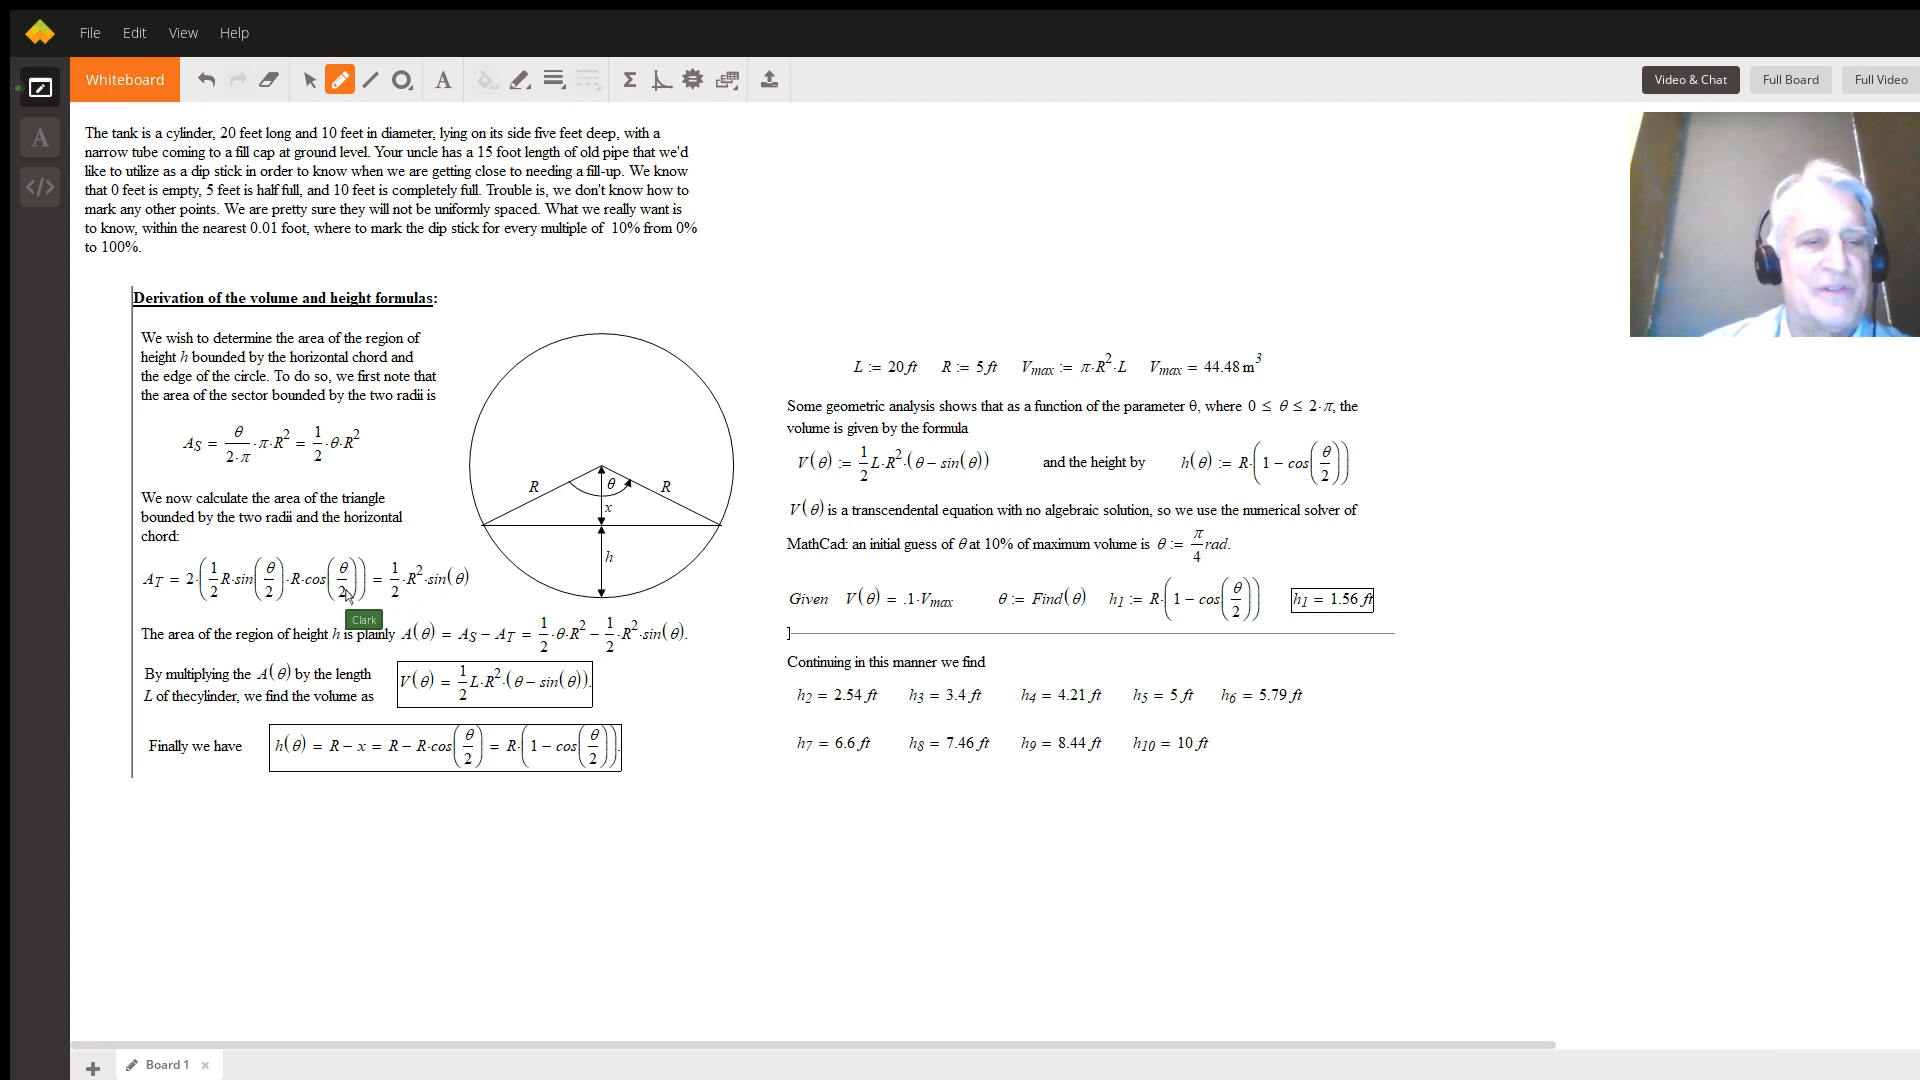 File Edit View Help
Whiteboard
Video & Chat Full Board Full Video
The tank is a cylinder, 20 feet long and 10 feet in diameter, lying on its side five feet deep, with a
narrow tube coming to a fill cap at ground level. Your uncle has a 15 foot length of old pipe that we'd
like to utilize as a dip stick in order to know when we are getting close to needing a fill-up. We know
that 0 feet is empty, 5 feet is half full, and 10 feet is completely full. Trouble is, we don't know how to
mark any other points. We are pretty sure they will not be uniformly spaced. What we really want is
to know, within the nearest 0.01 foot, where to mark the dip stick for every multiple of 10% from 0%
to 100%.
Derivation of the volume and height formulas:
We wish to determine the area of the region of
height h bounded by the horizontal chord and
the edge of the circle. To do so, we first note that
the area of the sector bounded by the two radii is
A_S = θ/(2·π)·π·R² = 1/2·θ·R²
We now calculate the area of the triangle
bounded by the two radii and the horizontal
chord:
A_T = 2·(1/2 R·sin(θ/2)·R·cos(θ/2)) = 1/2·R²·sin(θ)
Clark
The area of the region of height h is plainly A(θ) = A_S − A_T = 1/2·θ·R² − 1/2·R²·sin(θ).
By multiplying the A(θ) by the length
L of thecylinder, we find the volume as
V(θ) = 1/2 L·R²·(θ − sin(θ)).
Finally we have h(θ) = R − x = R − R·cos(θ/2) = R·(1 − cos(θ/2)).
R θ R
x
h
L := 20 ft R := 5 ft V_max := π·R²·L V_max = 44.48 m³
Some geometric analysis shows that as a function of the parameter θ, where 0 ≤ θ ≤ 2·π, the
volume is given by the formula
V(θ) := 1/2 L·R²·(θ − sin(θ)) and the height by h(θ) := R·(1 − cos(θ/2))
V(θ) is a transcendental equation with no algebraic solution, so we use the numerical solver of
MathCad: an initial guess of θ at 10% of maximum volume is θ := π/4 rad.
Given V(θ) = .1·V_max θ := Find(θ) h_1 := R·(1 − cos(θ/2)) h_1 = 1.56 ft
Continuing in this manner we find
h_2 = 2.54 ft h_3 = 3.4 ft h_4 = 4.21 ft h_5 = 5 ft h_6 = 5.79 ft
h_7 = 6.6 ft h_8 = 7.46 ft h_9 = 8.44 ft h_10 = 10 ft
Board 1